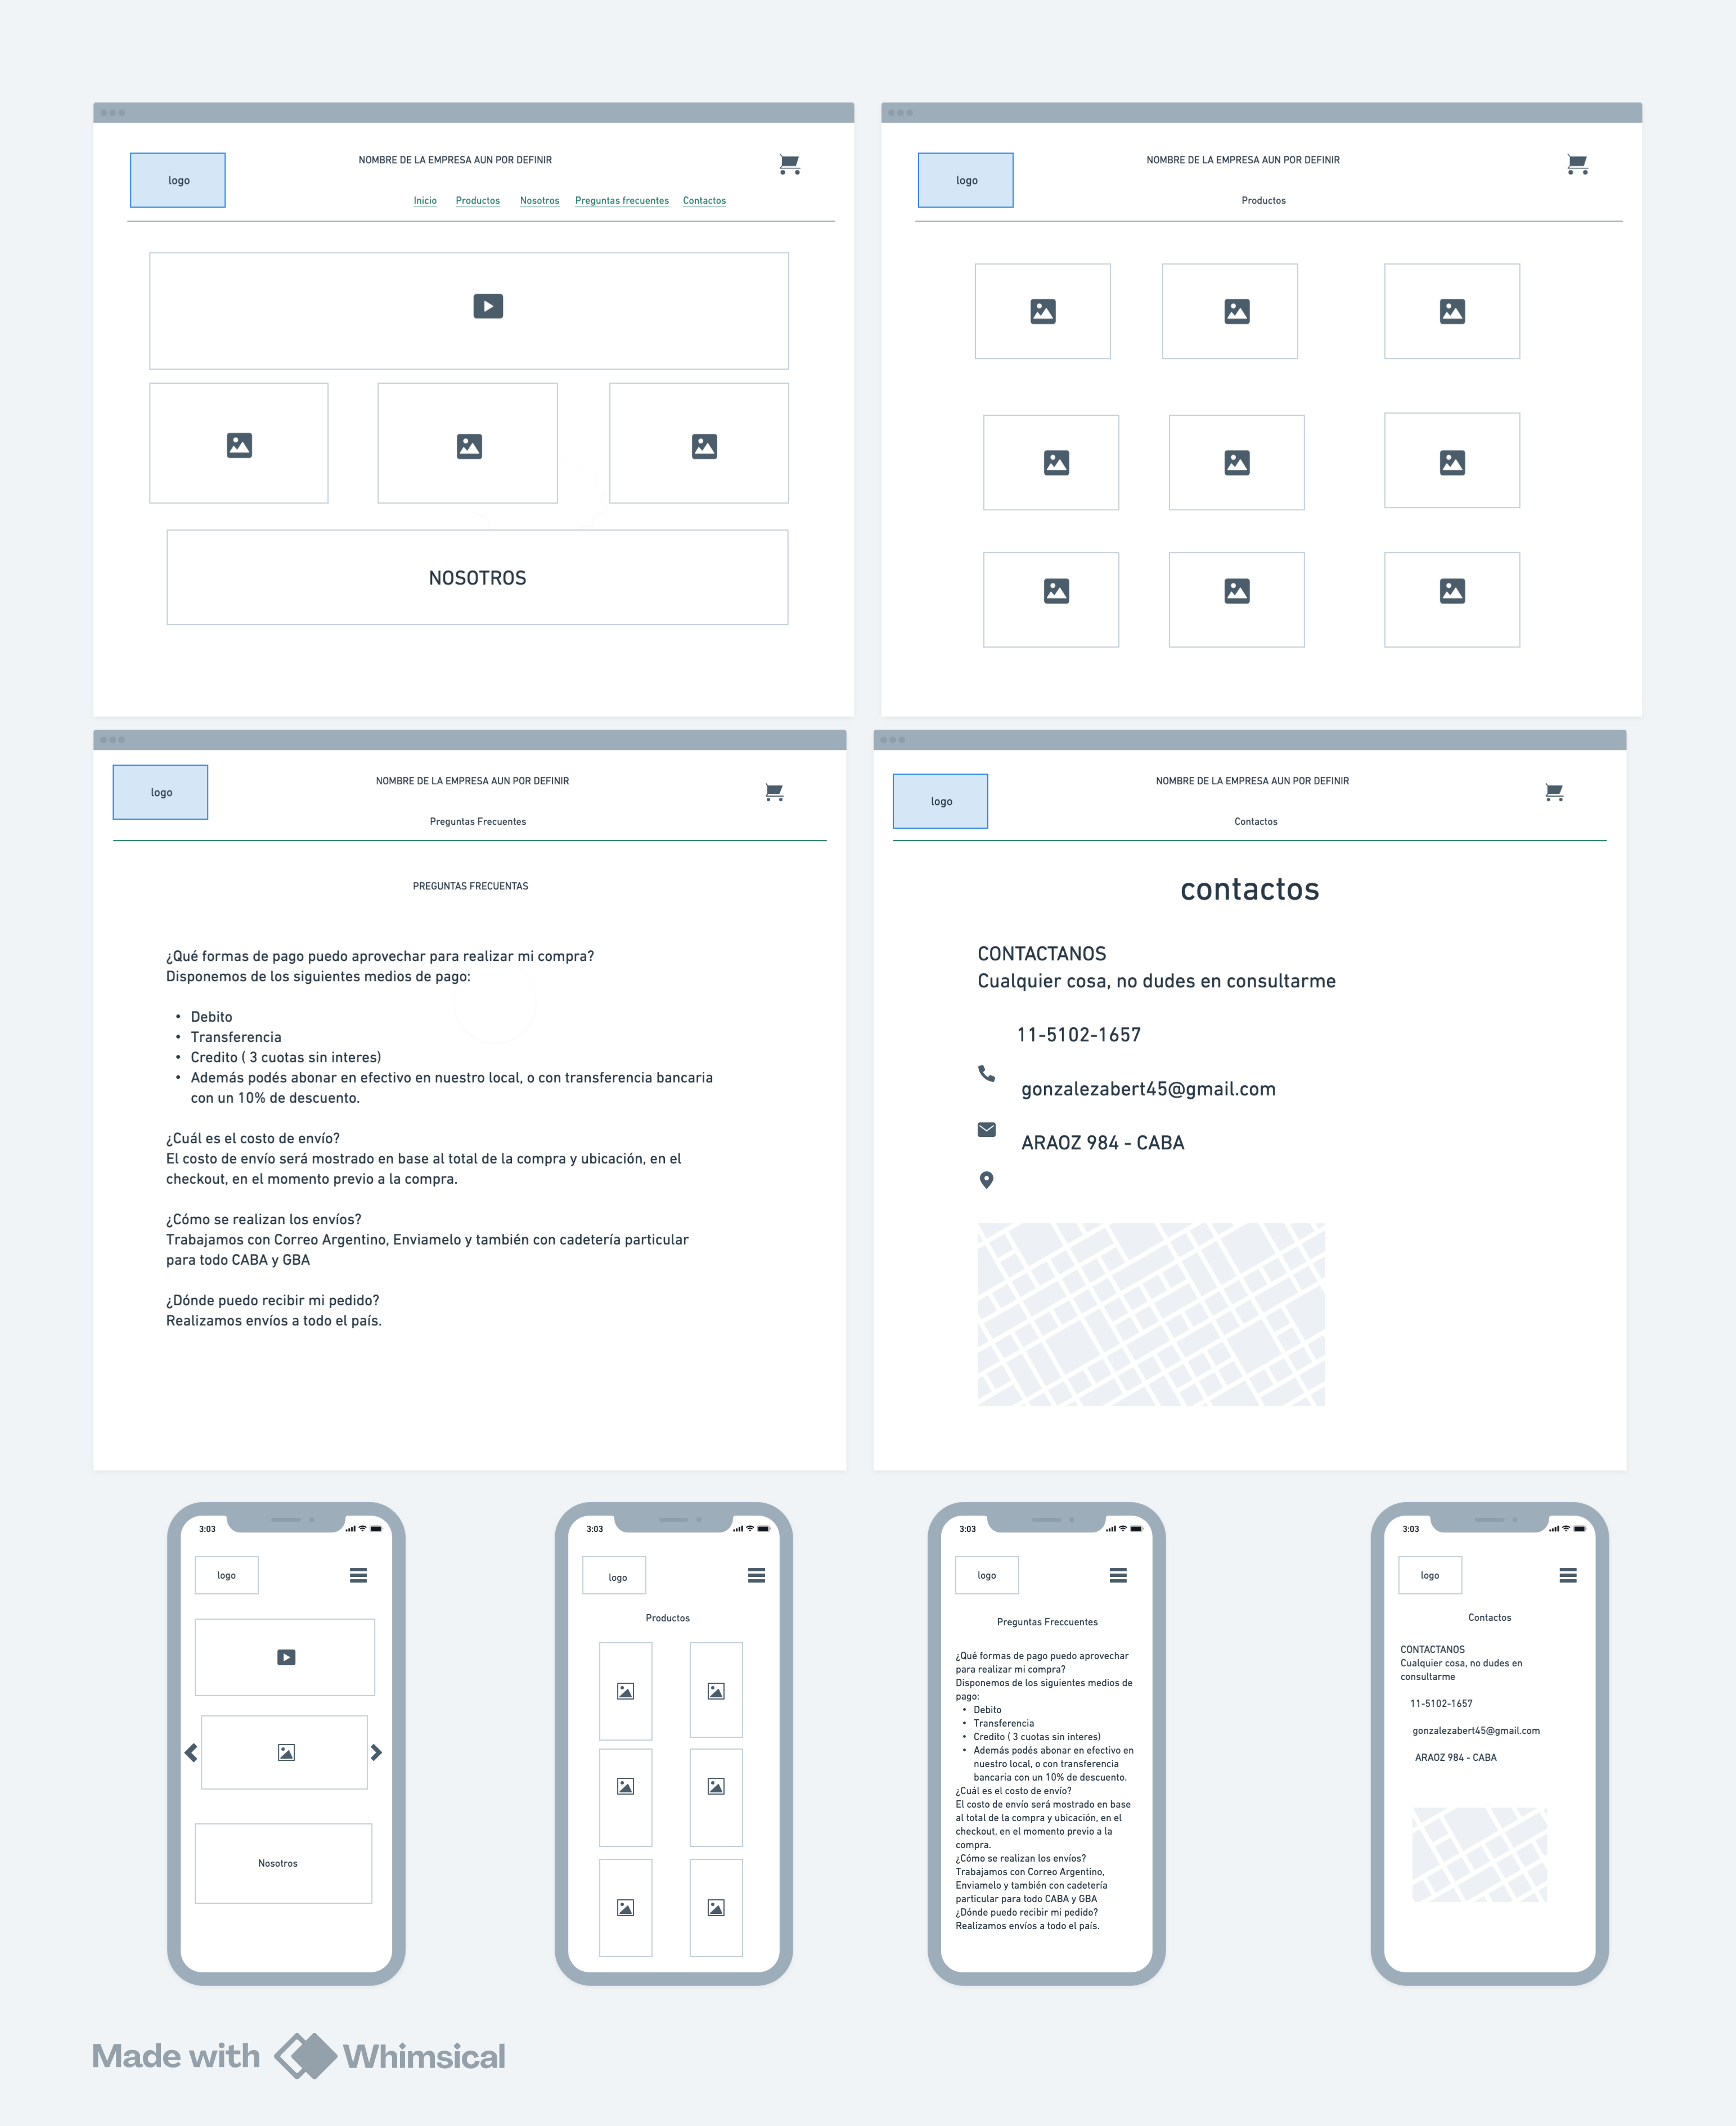 NOMBRE DE LA EMPRESA AUN POR DEFINIR
logo
Inicio Productos Nosotros Preguntas frecuentes Contactos
NOSOTROS
NOMBRE DE LA EMPRESA AUN POR DEFINIR
logo
Productos
NOMBRE DE LA EMPRESA AUN POR DEFINIR
logo
Preguntas Frecuentes
PREGUNTAS FRECUENTAS
¿Qué formas de pago puedo aprovechar para realizar mi compra?
Disponemos de los siguientes medios de pago:
• Debito
• Transferencia
• Credito ( 3 cuotas sin interes)
• Además podés abonar en efectivo en nuestro local, o con transferencia bancaria
con un 10% de descuento.
¿Cuál es el costo de envío?
El costo de envío será mostrado en base al total de la compra y ubicación, en el
checkout, en el momento previo a la compra.
¿Cómo se realizan los envíos?
Trabajamos con Correo Argentino, Enviamelo y también con cadetería particular
para todo CABA y GBA
¿Dónde puedo recibir mi pedido?
Realizamos envíos a todo el país.
NOMBRE DE LA EMPRESA AUN POR DEFINIR
logo
Contactos
contactos
CONTACTANOS
Cualquier cosa, no dudes en consultarme
11-5102-1657
gonzalezabert45@gmail.com
ARAOZ 984 - CABA
3:03
logo
Nosotros
3:03
logo
Productos
3:03
logo
Preguntas Freccuentes
¿Qué formas de pago puedo aprovechar
para realizar mi compra?
Disponemos de los siguientes medios de
pago:
• Debito
• Transferencia
• Credito ( 3 cuotas sin interes)
• Además podés abonar en efectivo en
nuestro local, o con transferencia
bancaria con un 10% de descuento.
¿Cuál es el costo de envío?
El costo de envío será mostrado en base
al total de la compra y ubicación, en el
checkout, en el momento previo a la
compra.
¿Cómo se realizan los envíos?
Trabajamos con Correo Argentino,
Enviamelo y también con cadetería
particular para todo CABA y GBA
¿Dónde puedo recibir mi pedido?
Realizamos envíos a todo el país.
3:03
logo
Contactos
CONTACTANOS
Cualquier cosa, no dudes en
consultarme
11-5102-1657
gonzalezabert45@gmail.com
ARAOZ 984 - CABA
Made with Whimsical